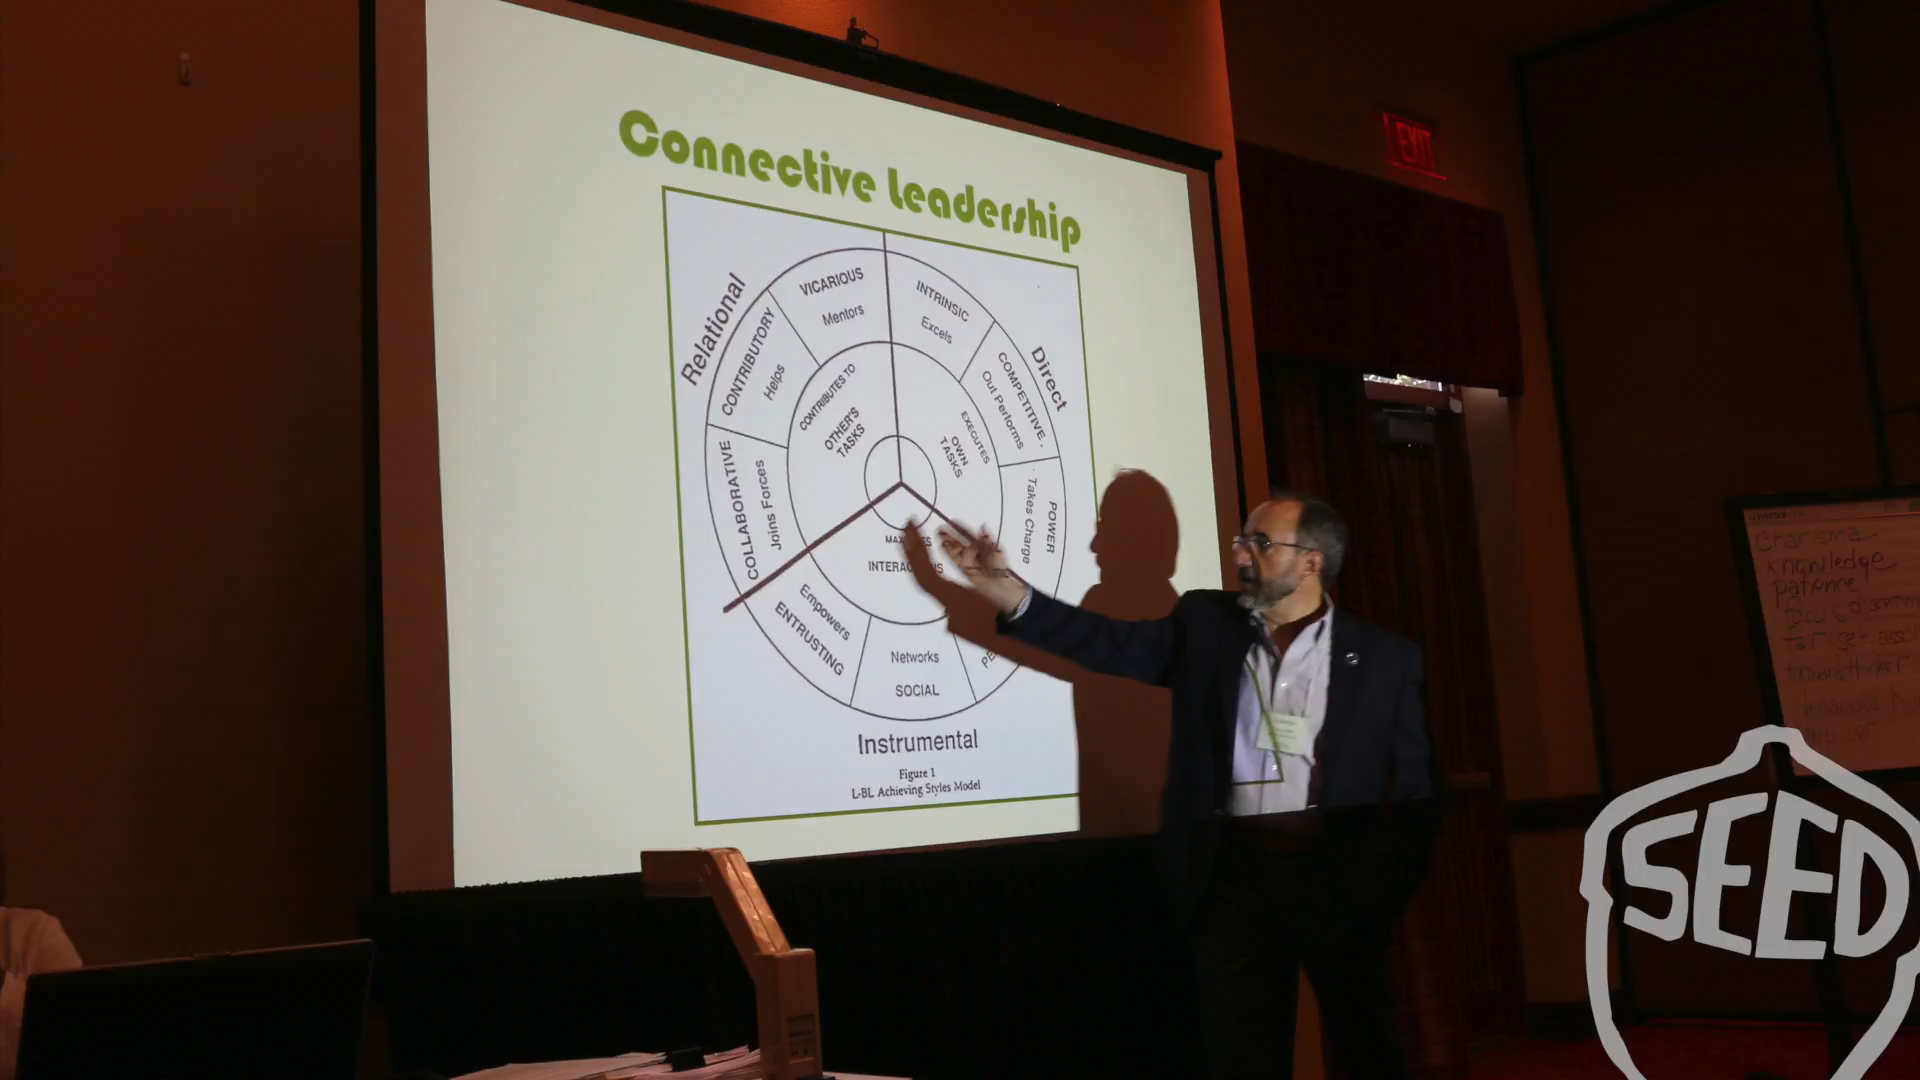 Connective Leadership
Relational
Direct
VICARIOUS
Mentors
INTRINSIC
Excels
CONTRIBUTORY
Helps
COMPETITIVE
Out Performs
COLLABORATIVE
Joins Forces
POWER
Takes Charge
CONTRIBUTES TO
OTHER'S
TASKS
EXECUTES
OWN
TASKS
Empowers
ENTRUSTING
Networks
SOCIAL
Instrumental
Figure 1
L-BL Achieving Styles Model
EXIT
Charisma
Knowledge
Patience
SEED